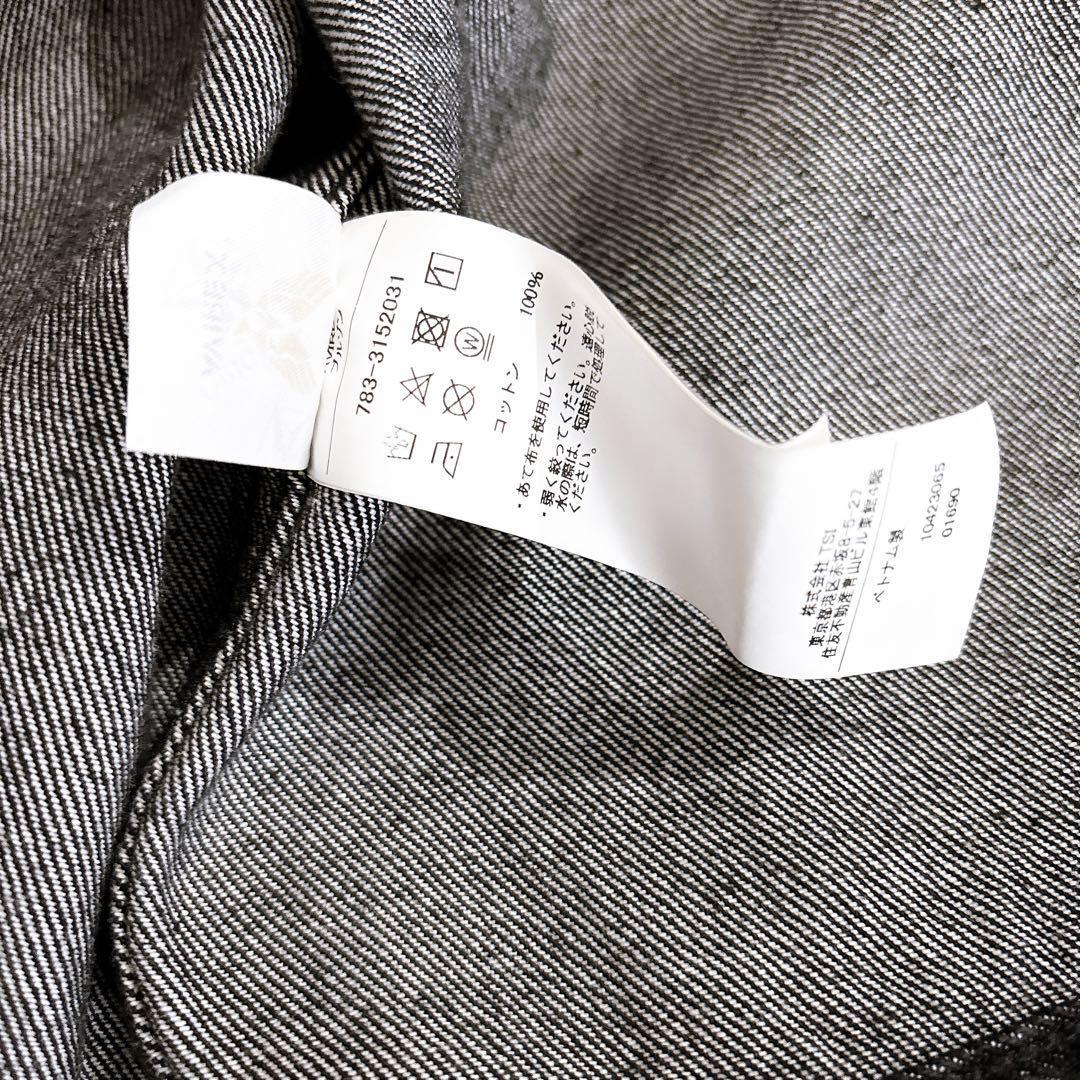 783-3152031
W
コットン 100%
・あて布を使用してください。
・弱く絞ってください。遠心脱
水の際は、短時間で処理して
ください。
株式会社 TSI
東京都港区赤坂8-5-27
住友不動産青山ビル東館4階
ベトナム製
10423065
01690